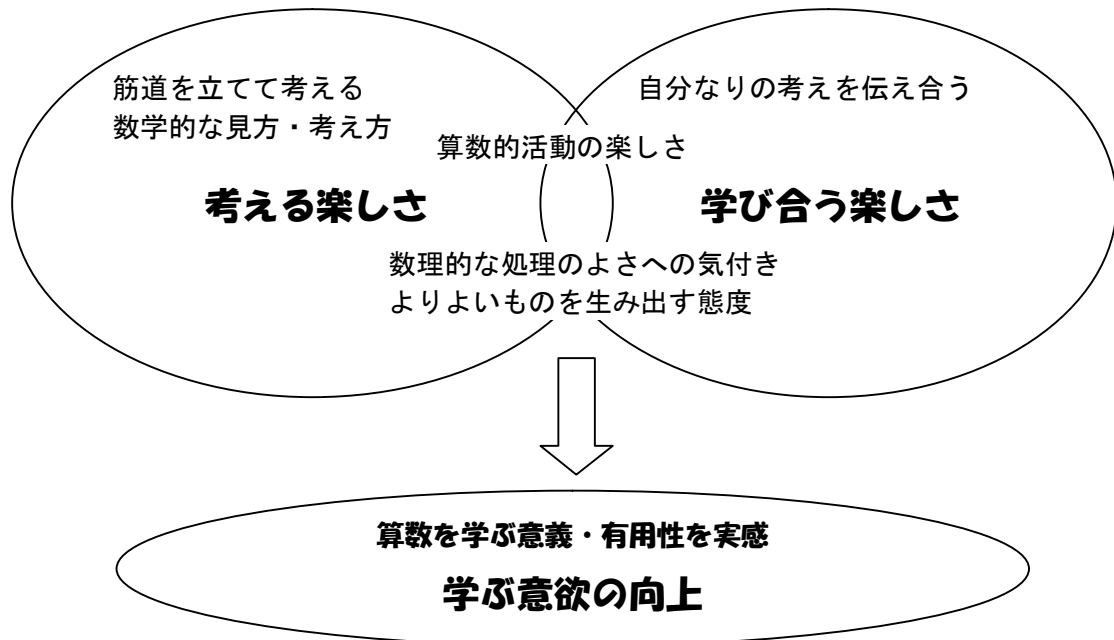 筋道を立てて考える
数学的な見方・考え方
自分なりの考えを伝え合う
算数的活動の楽しさ
考える楽しさ
学び合う楽しさ
数理的な処理のよさへの気付き
よりよいものを生み出す態度
算数を学ぶ意義・有用性を実感
学ぶ意欲の向上